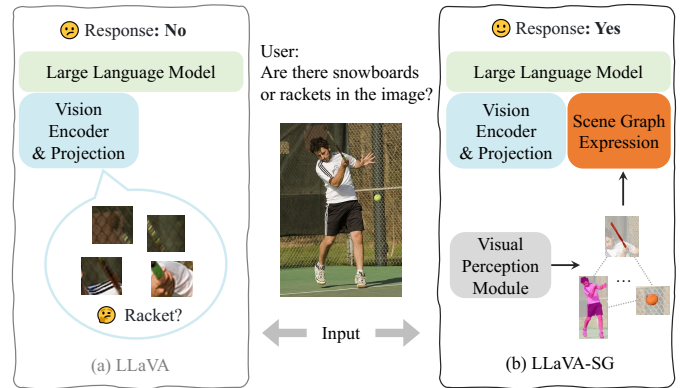 Response: No
Large Language Model
Vision
Encoder
& Projection
Racket?
(a) LLaVA
User:
Are there snowboards
or rackets in the image?
Input
Response: Yes
Large Language Model
Vision
Encoder
& Projection
Scene Graph
Expression
Visual
Perception
Module
...
(b) LLaVA-SG